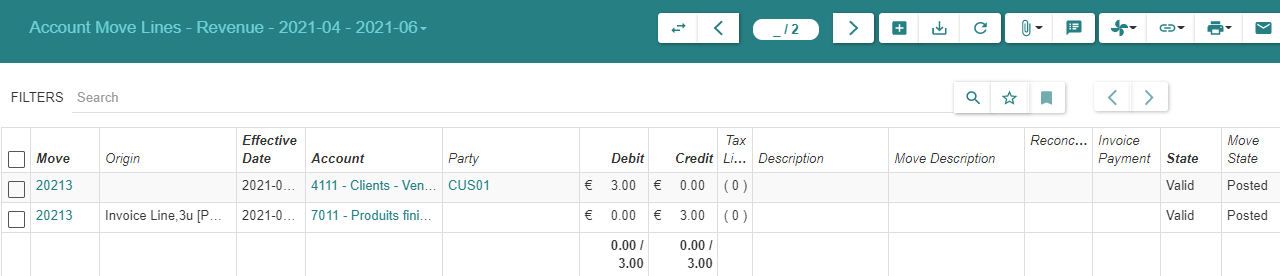 Account Move Lines - Revenue - 2021-04 - 2021-06
_ / 2
FILTERS Search
Move Origin Effective Date Account Party Debit Credit Tax Li... Description Move Description Reconc... Invoice Payment State Move State
20213 2021-0... 4111 - Clients - Ven... CUS01 € 3.00 € 0.00 ( 0 ) Valid Posted
20213 Invoice Line,3u [P... 2021-0... 7011 - Produits fini... € 0.00 € 3.00 ( 0 ) Valid Posted
0.00 / 0.00 /
3.00 3.00